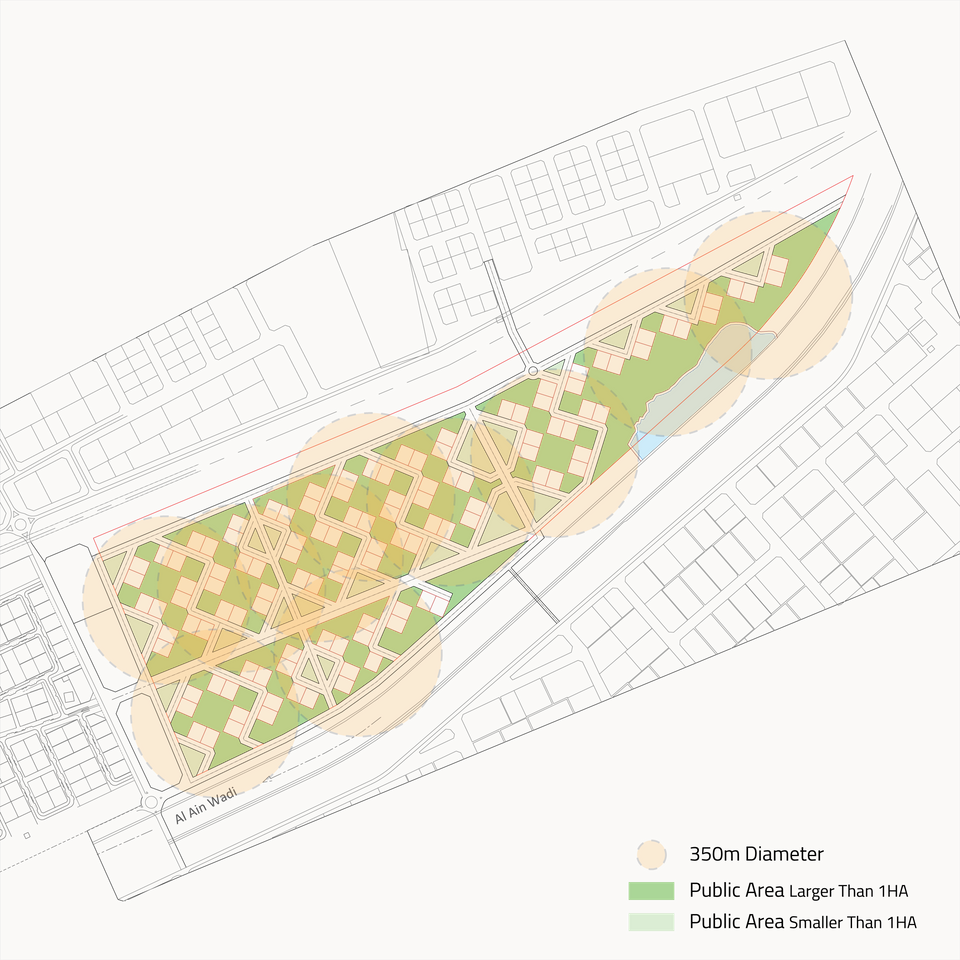 Al Ain Wadi
350m Diameter
Public Area Larger Than 1HA
Public Area Smaller Than 1HA